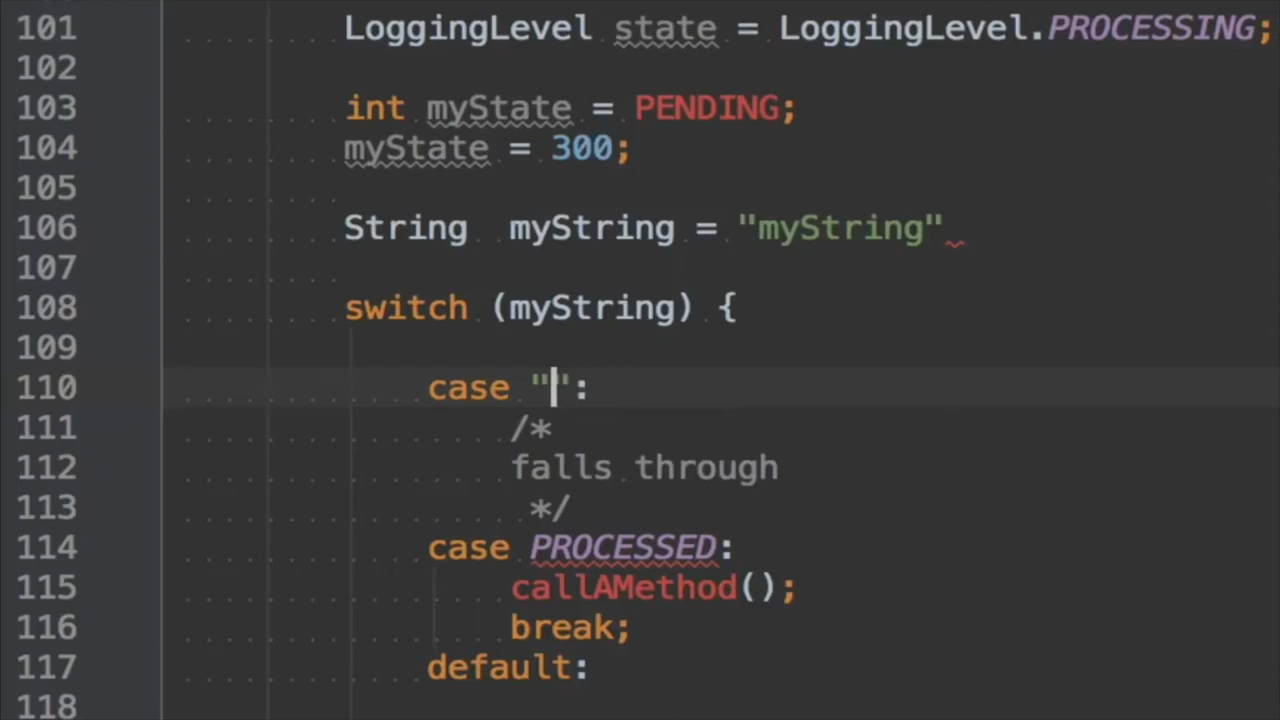 101 LoggingLevel state = LoggingLevel.PROCESSING;
102
103 int myState = PENDING;
104 myState = 300;
105
106 String  myString = "myString"
107
108 switch (myString) {
109
110 case "":
111 /*
112 falls through
113 */
114 case PROCESSED:
115 callAMethod();
116 break;
117 default:
118